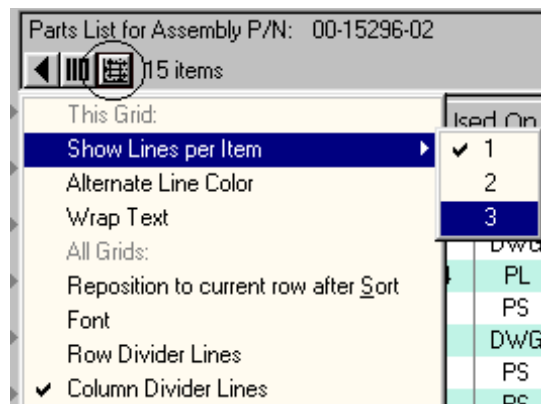 Parts List for Assembly P/N: 00-15296-02
15 items
This Grid:
Used On
Show Lines per Item
1
Alternate Line Color
2
Wrap Text
3
All Grids:
DWG
Reposition to current row after Sort
PL
Font
PS
Row Divider Lines
DWG
Column Divider Lines
PS
PS